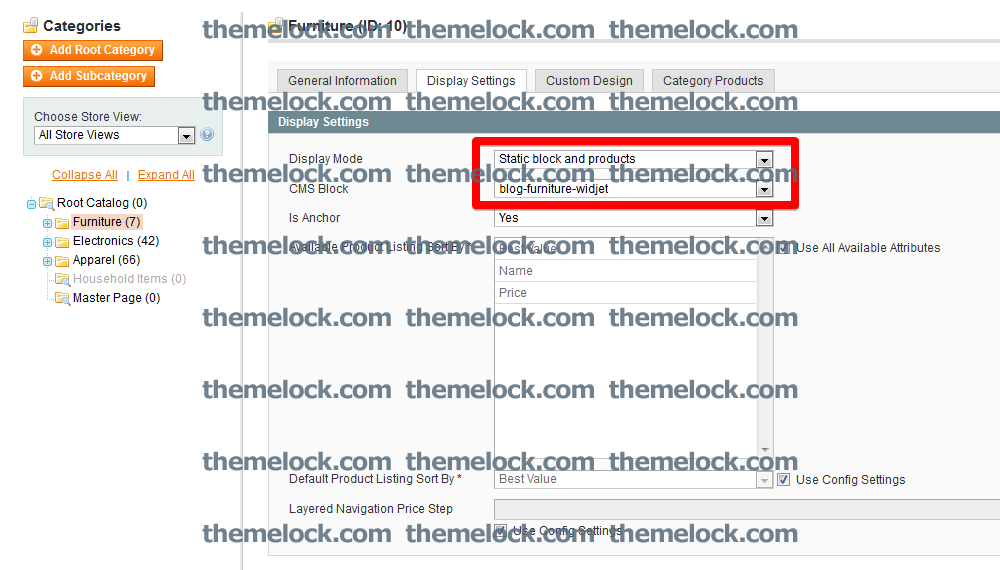 Categories
Add Root Category
Add Subcategory
Choose Store View:
All Store Views
?
Collapse All | Expand All
Root Catalog (0)
Furniture (7)
Electronics (42)
Apparel (66)
Household Items (0)
Master Page (0)
Furniture (ID: 10)
themelock.com themelock.com themelock.com
General Information Display Settings Custom Design Category Products
themelock.com themelock.com themelock.com
Display Settings
Display Mode Static block and products
themelock.com themelock.com themelock.com
CMS Block blog-furniture-widjet
Is Anchor Yes
Available Product Listing Sort By * Best Value Use All Available Attributes
themelock.com themelock.com themelock.com
Name
Price
themelock.com themelock.com themelock.com
themelock.com themelock.com themelock.com
themelock.com themelock.com themelock.com
Default Product Listing Sort By * Best Value Use Config Settings
Layered Navigation Price Step
Use Config Settings
themelock.com themelock.com themelock.com